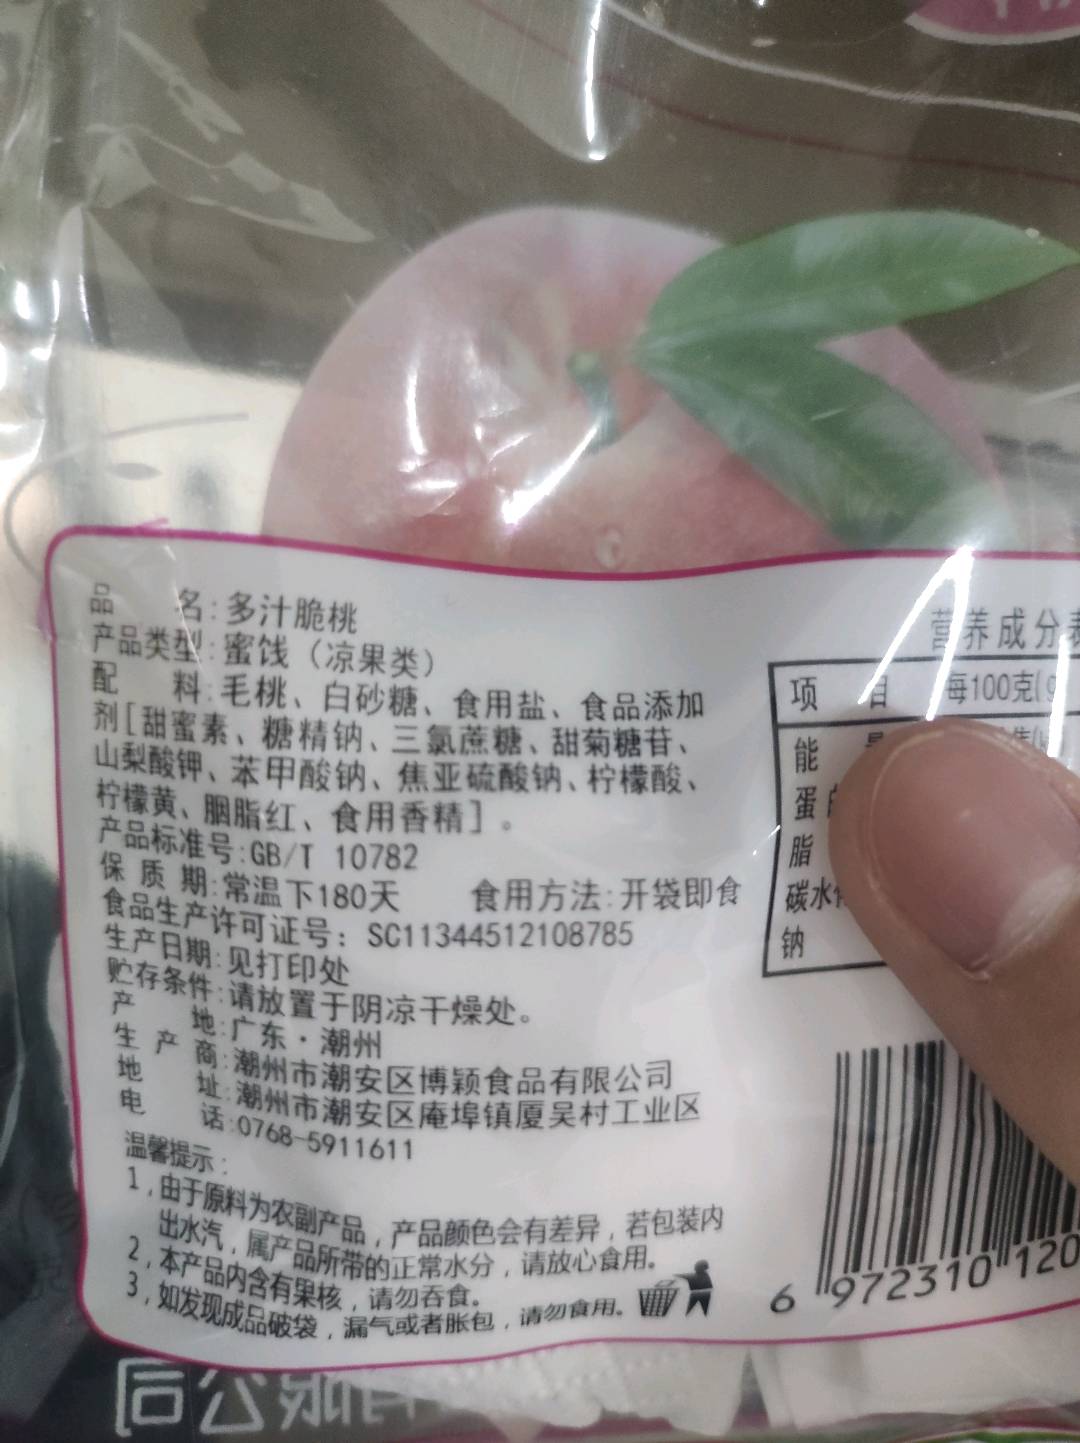 品 名:多汁脆桃
产品类型:蜜饯(凉果类)
配 料:毛桃、白砂糖、食用盐、食品添加
剂[甜蜜素、糖精钠、三氯蔗糖、甜菊糖苷、
山梨酸钾、苯甲酸钠、焦亚硫酸钠、柠檬酸、
柠檬黄、胭脂红、食用香精]。
产品标准号:GB/T 10782
保 质 期:常温下180天 食用方法:开袋即食
食品生产许可证号: SC11344512108785
生产日期:见打印处
贮存条件:请放置于阴凉干燥处。
产 地:广东·潮州
生 产 商:潮州市潮安区博颖食品有限公司
地 址:潮州市潮安区庵埠镇厦吴村工业区
电 话:0768-5911611
温馨提示:
1,由于原料为农副产品,产品颜色会有差异,若包装内
出水汽,属产品所带的正常水分,请放心食用。
2,本产品内含有果核,请勿吞食。
3,如发现成品破袋,漏气或者胀包,请勿食用。
营养成分表
项 目 每100克(g
能
蛋白
脂
碳水
钠
6 972310 120